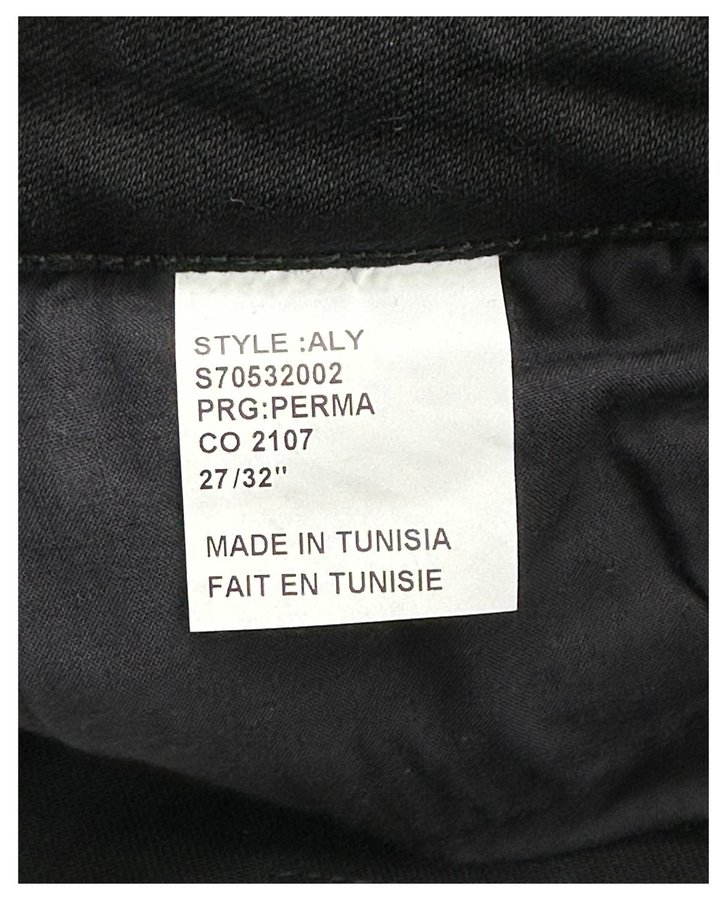 STYLE :ALY
S70532002
PRG:PERMA
CO 2107
27/32"
MADE IN TUNISIA
FAIT EN TUNISIE